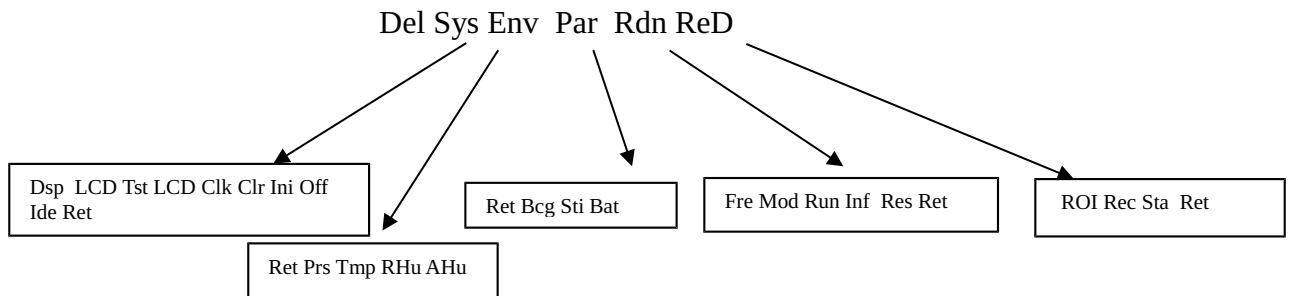 Del Sys Env Par Rdn ReD
Dsp LCD Tst LCD Clk Clr Ini Off
Ide Ret
Ret Prs Tmp RHu AHu
Ret Bcg Sti Bat
Fre Mod Run Inf Res Ret
ROI Rec Sta Ret